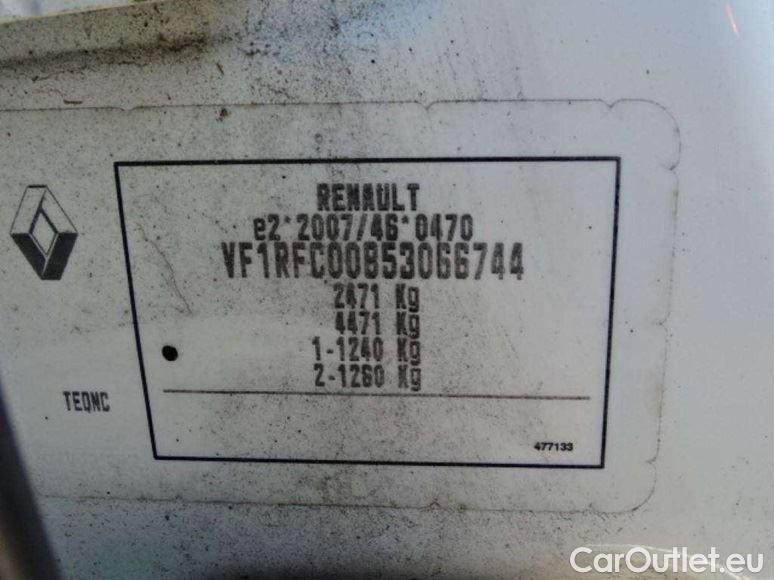 RENAULT
e2*2007/46*0470
VF1RFC00853066744
2471 Kg
4471 Kg
1-1240 Kg
2-1260 Kg
TEQNC
477133
CarOutlet.eu